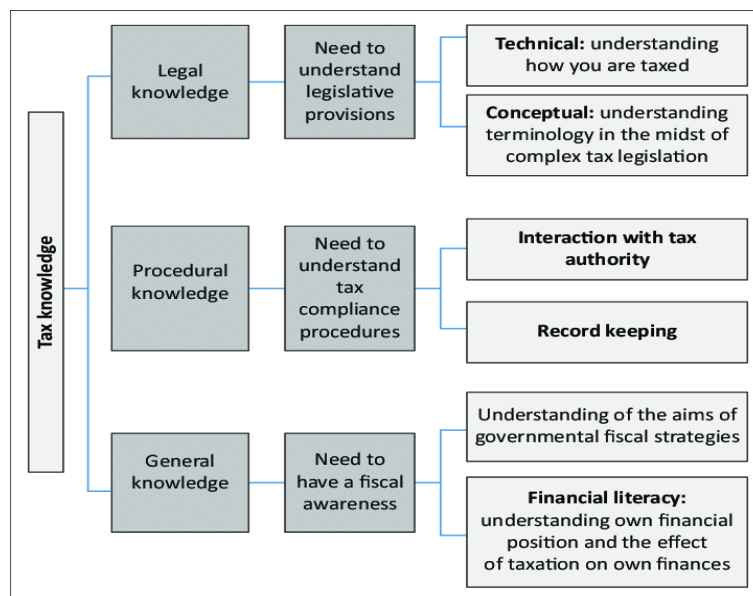 Tax knowledge
Legal
knowledge
Need to
understand
legislative
provisions
Technical: understanding
how you are taxed
Conceptual: understanding
terminology in the midst of
complex tax legislation
Procedural
knowledge
Need to
understand
tax
compliance
procedures
Interaction with tax
authority
Record keeping
General
knowledge
Need to
have a fiscal
awareness
Understanding of the aims of
governmental fiscal strategies
Financial literacy:
understanding own financial
position and the effect
of taxation on own finances